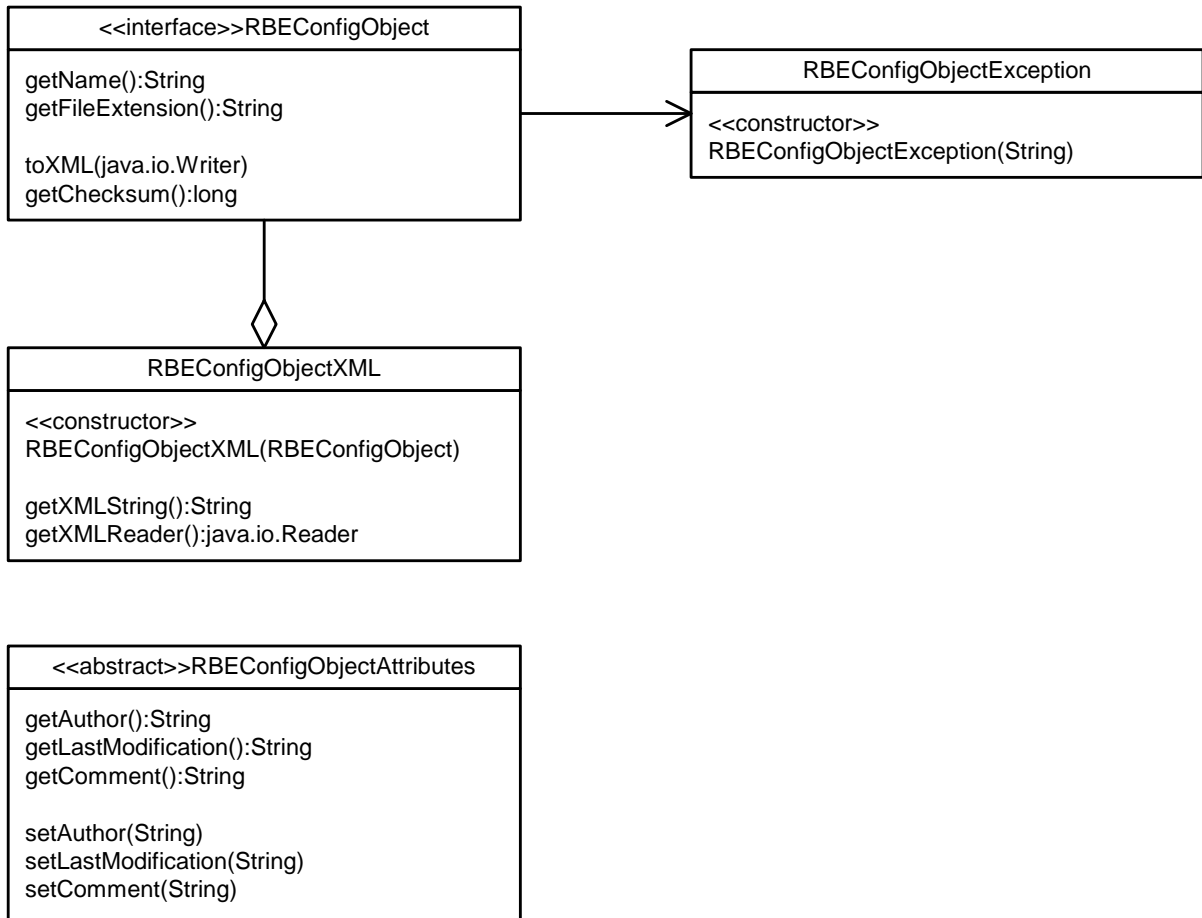 <<interface>>RBEConfigObject
getName():String
getFileExtension():String
toXML(java.io.Writer)
getChecksum():long
RBEConfigObjectException
<<constructor>>
RBEConfigObjectException(String)
RBEConfigObjectXML
<<constructor>>
RBEConfigObjectXML(RBEConfigObject)
getXMLString():String
getXMLReader():java.io.Reader
<<abstract>>RBEConfigObjectAttributes
getAuthor():String
getLastModification():String
getComment():String
setAuthor(String)
setLastModification(String)
setComment(String)